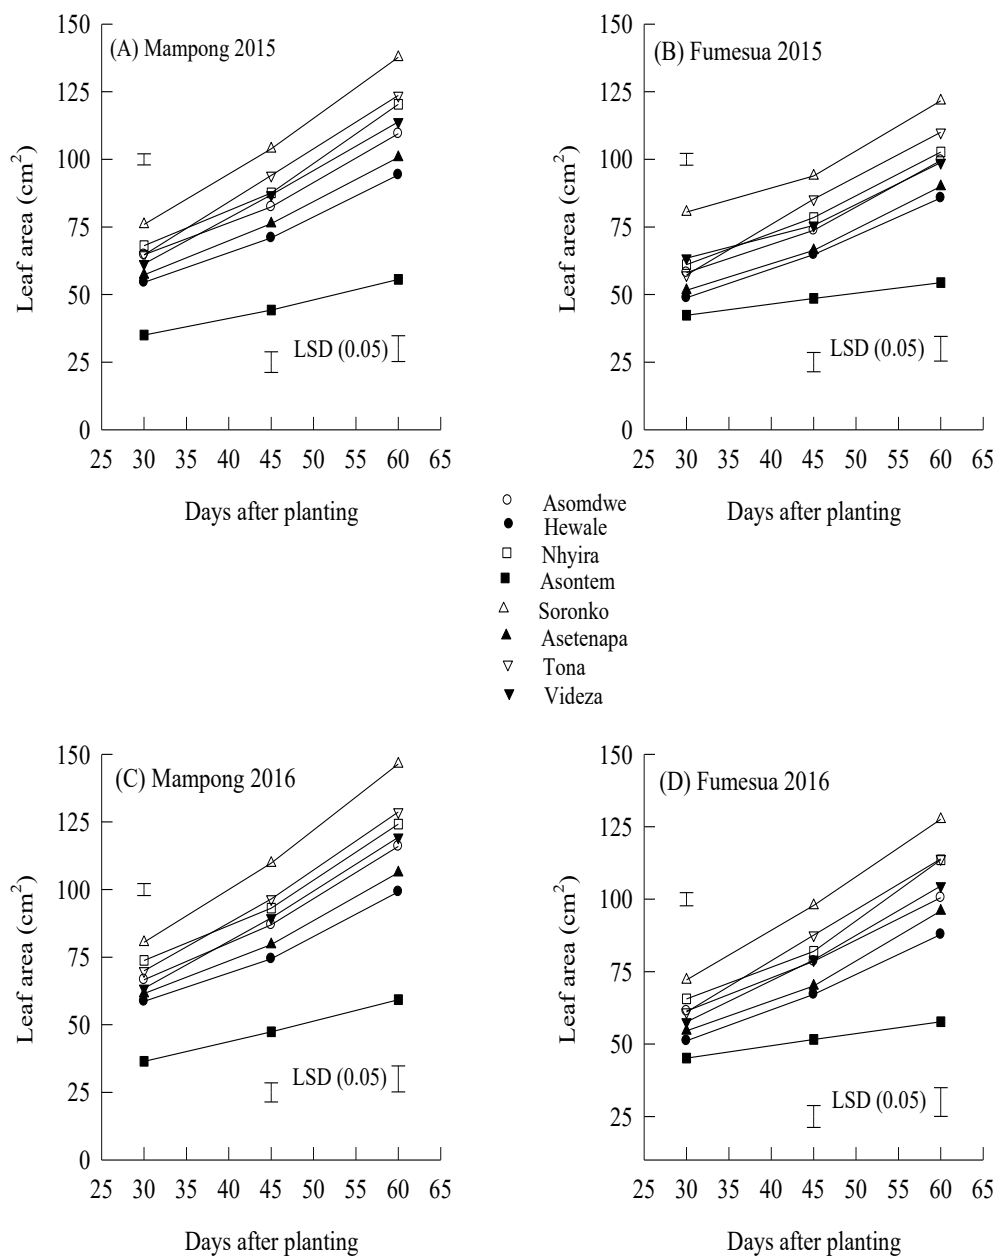 (A) Mampong 2015
150
125
100
75
50
25
0
Leaf area (cm²)
LSD (0.05)
25 30 35 40 45 50 55 60 65
Days after planting
(B) Fumesua 2015
150
125
100
75
50
25
0
Leaf area (cm²)
LSD (0.05)
25 30 35 40 45 50 55 60 65
Days after planting
Asomdwe
Hewale
Nhyira
Asontem
Soronko
Asetenapa
Tona
Videza
(C) Mampong 2016
150
125
100
75
50
25
0
Leaf area (cm²)
LSD (0.05)
25 30 35 40 45 50 55 60 65
Days after planting
(D) Fumesua 2016
150
125
100
75
50
25
Leaf area (cm²)
LSD (0.05)
25 30 35 40 45 50 55 60 65
Days after planting